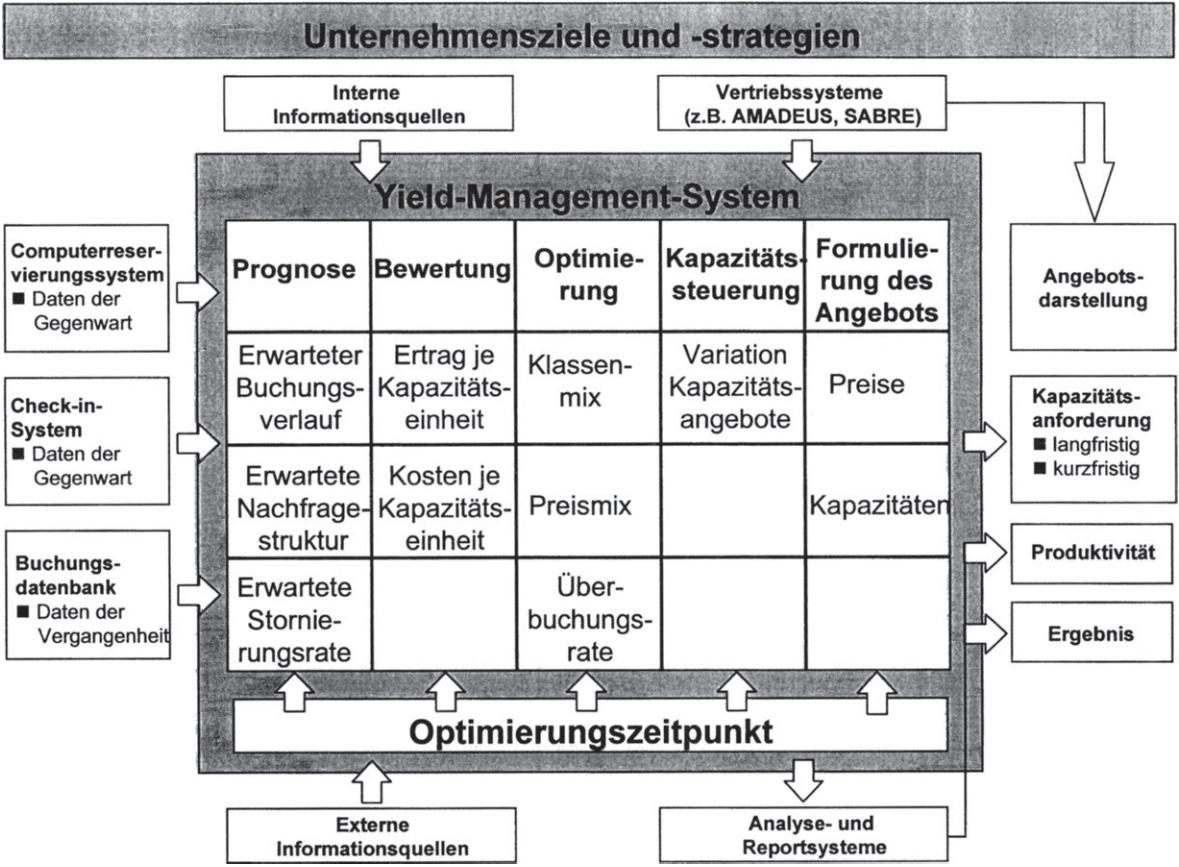 Unternehmensziele und -strategien
Interne
Informationsquellen
Vertriebssysteme
(z.B. AMADEUS, SABRE)
Yield-Management-System
Computerreser-
vierungssystem
■ Daten der
Gegenwart
Check-in-
System
■ Daten der
Gegenwart
Buchungs-
datenbank
■ Daten der
Vergangenheit
Prognose
Bewertung
Optimie-
rung
Kapazitäts-
steuerung
Formulie-
rung des
Angebots
Erwarteter
Buchungs-
verlauf
Ertrag je
Kapazitäts-
einheit
Klassen-
mix
Variation
Kapazitäts-
angebote
Preise
Erwartete
Nachfrage-
struktur
Kosten je
Kapazitäts-
einheit
Preismix
Kapazitäten
Erwartete
Stornie-
rungsrate
Über-
buchungs-
rate
Optimierungszeitpunkt
Angebots-
darstellung
Kapazitäts-
anforderung
■ langfristig
■ kurzfristig
Produktivität
Ergebnis
Externe
Informationsquellen
Analyse- und
Reportsysteme